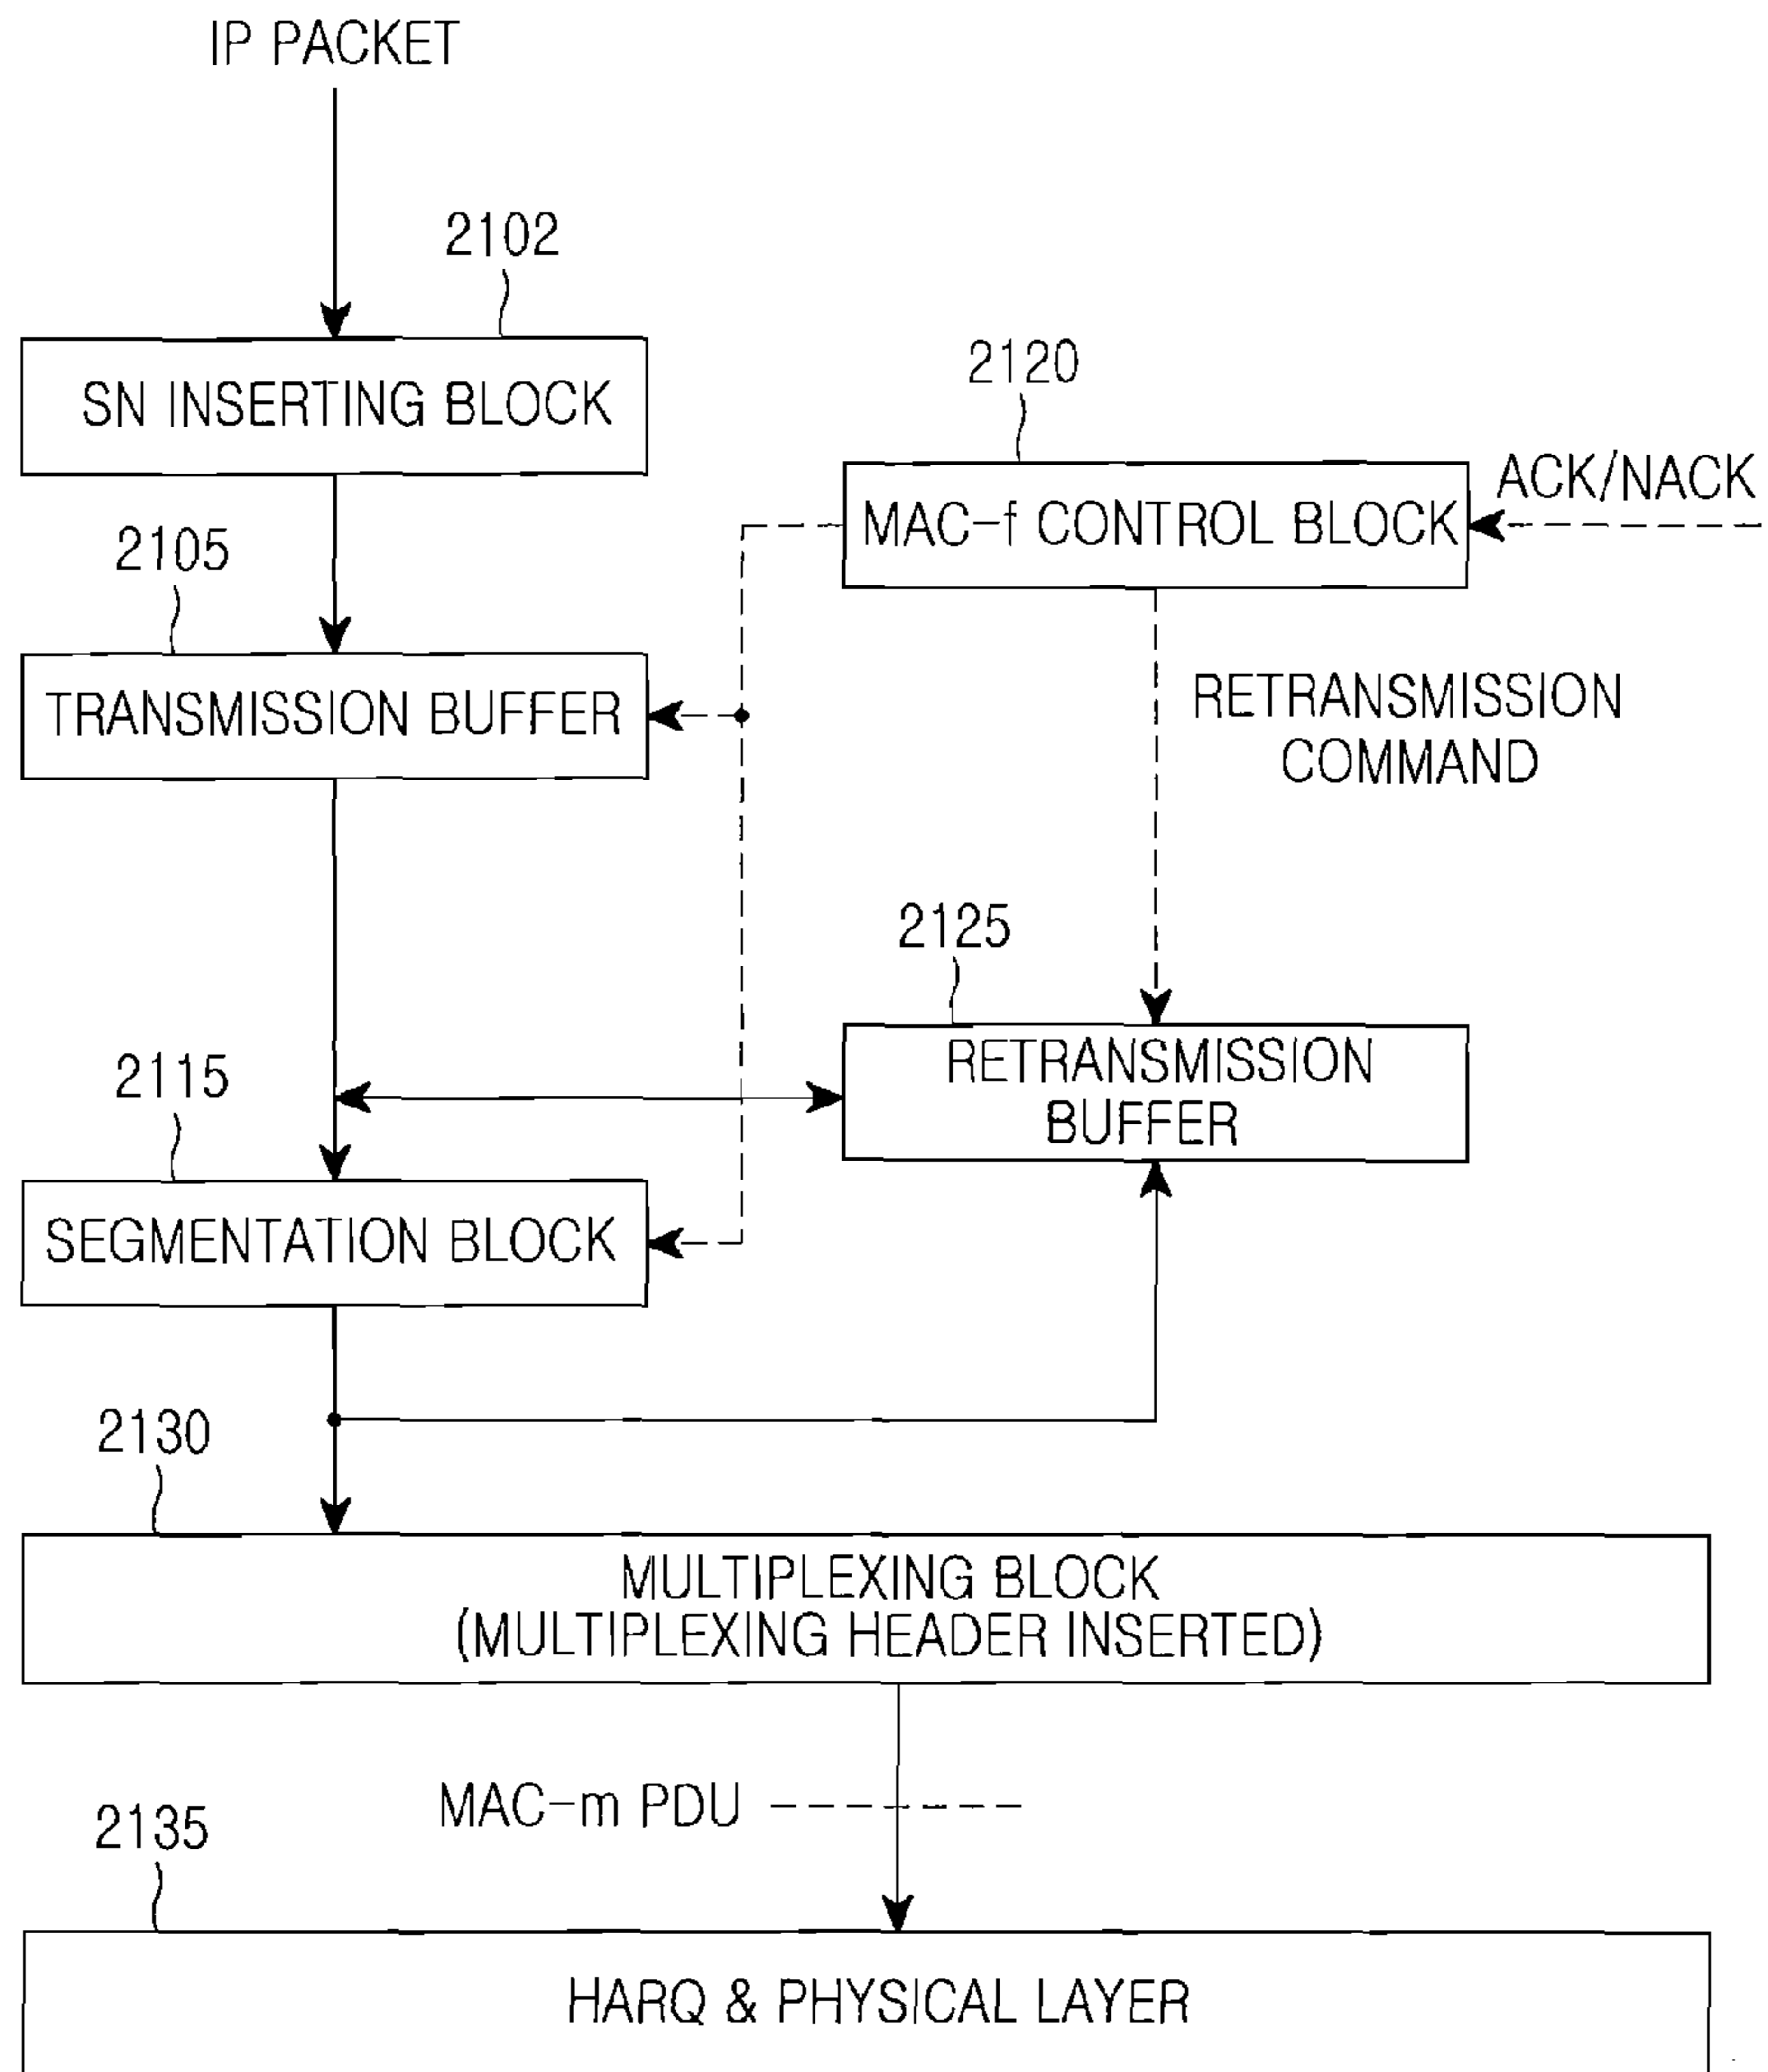 IP PACKET
2102
SN INSERTING BLOCK
2120
MAC-f CONTROL BLOCK
ACK/NACK
2105
TRANSMISSION BUFFER
RETRANSMISSION
COMMAND
2125
RETRANSMISSION
BUFFER
2115
SEGMENTATION BLOCK
2130
MULTIPLEXING BLOCK
(MULTIPLEXING HEADER INSERTED)
MAC-m PDU
2135
HARQ & PHYSICAL LAYER